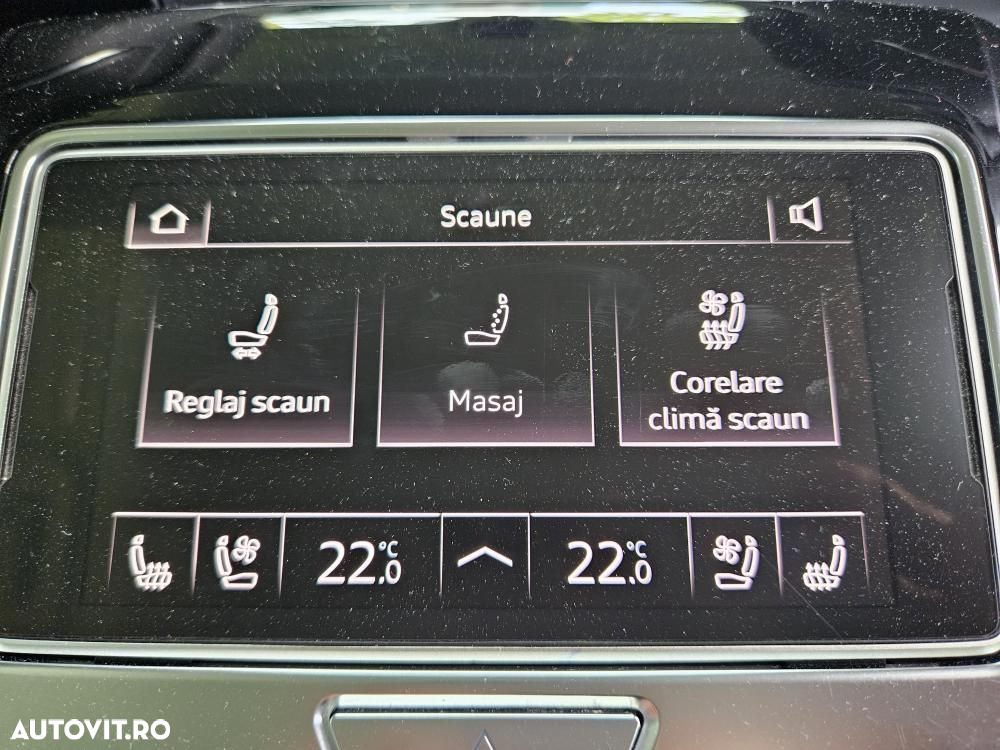 Scaune
Reglaj scaun
Masaj
Corelare
climă scaun
22.0 °C
22.0 °C
AUTOVIT.RO